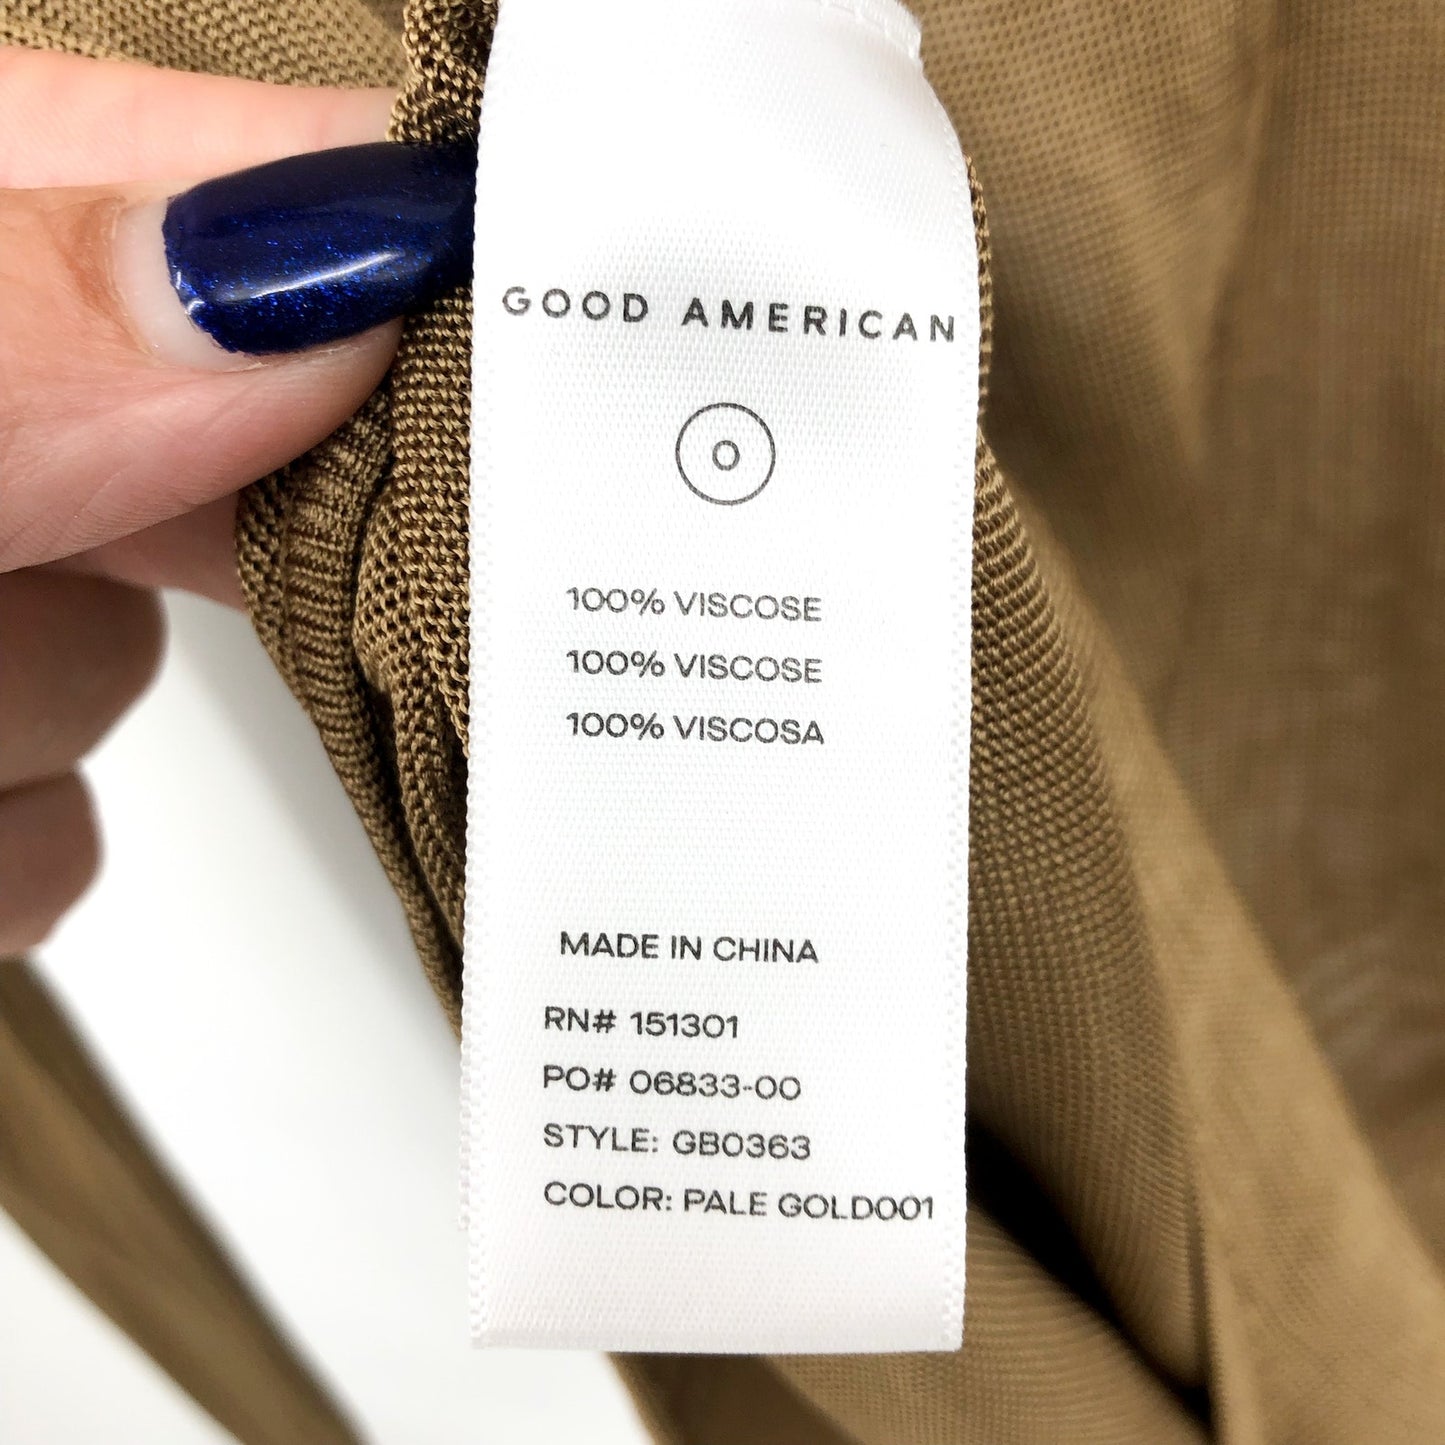 GOOD AMERICAN
0
100% VISCOSE
100% VISCOSE
100% VISCOSA
MADE IN CHINA
RN# 151301
PO# 06833-00
STYLE: GB0363
COLOR: PALE GOLD001